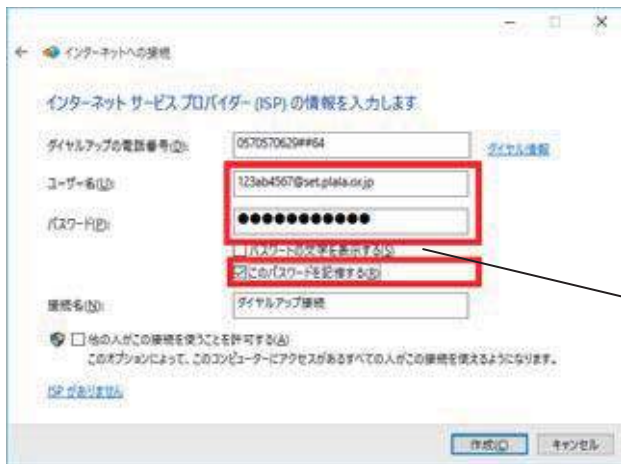 インターネットへの接続
インターネット サービス プロバイダー (ISP) の情報を入力します
ダイヤルアップの電話番号(D): 0570570629##64 ダイヤル情報
ユーザー名(U): 123ab4567@set.plala.or.jp
パスワード(P): ●●●●●●●●●●●
パスワードの文字を表示する(S)
このパスワードを記憶する(R)
接続名(N): ダイヤルアップ接続
他の人がこの接続を使うことを許可する(A)
このオプションによって、このコンピューターにアクセスがあるすべての人がこの接続を使えるようになります。
ISP がありません
作成(C) キャンセル